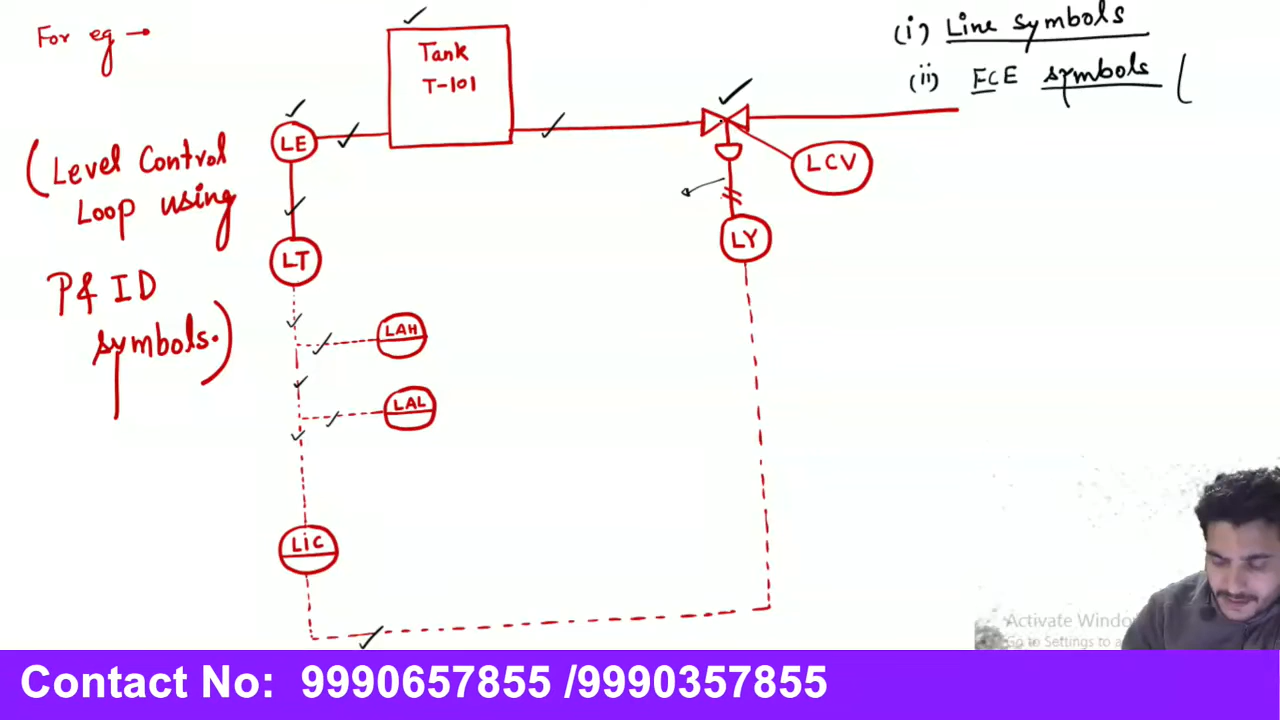 For eg →
(Level Control
Loop using
P& ID
symbols.)
Tank
T-101
LE
LT
LAH
LAL
LiC
LY
LCV
(i) Line symbols
(ii) FCE symbols (
Activate Windo
Go to Settings to a
Contact No: 9990657855 /9990357855